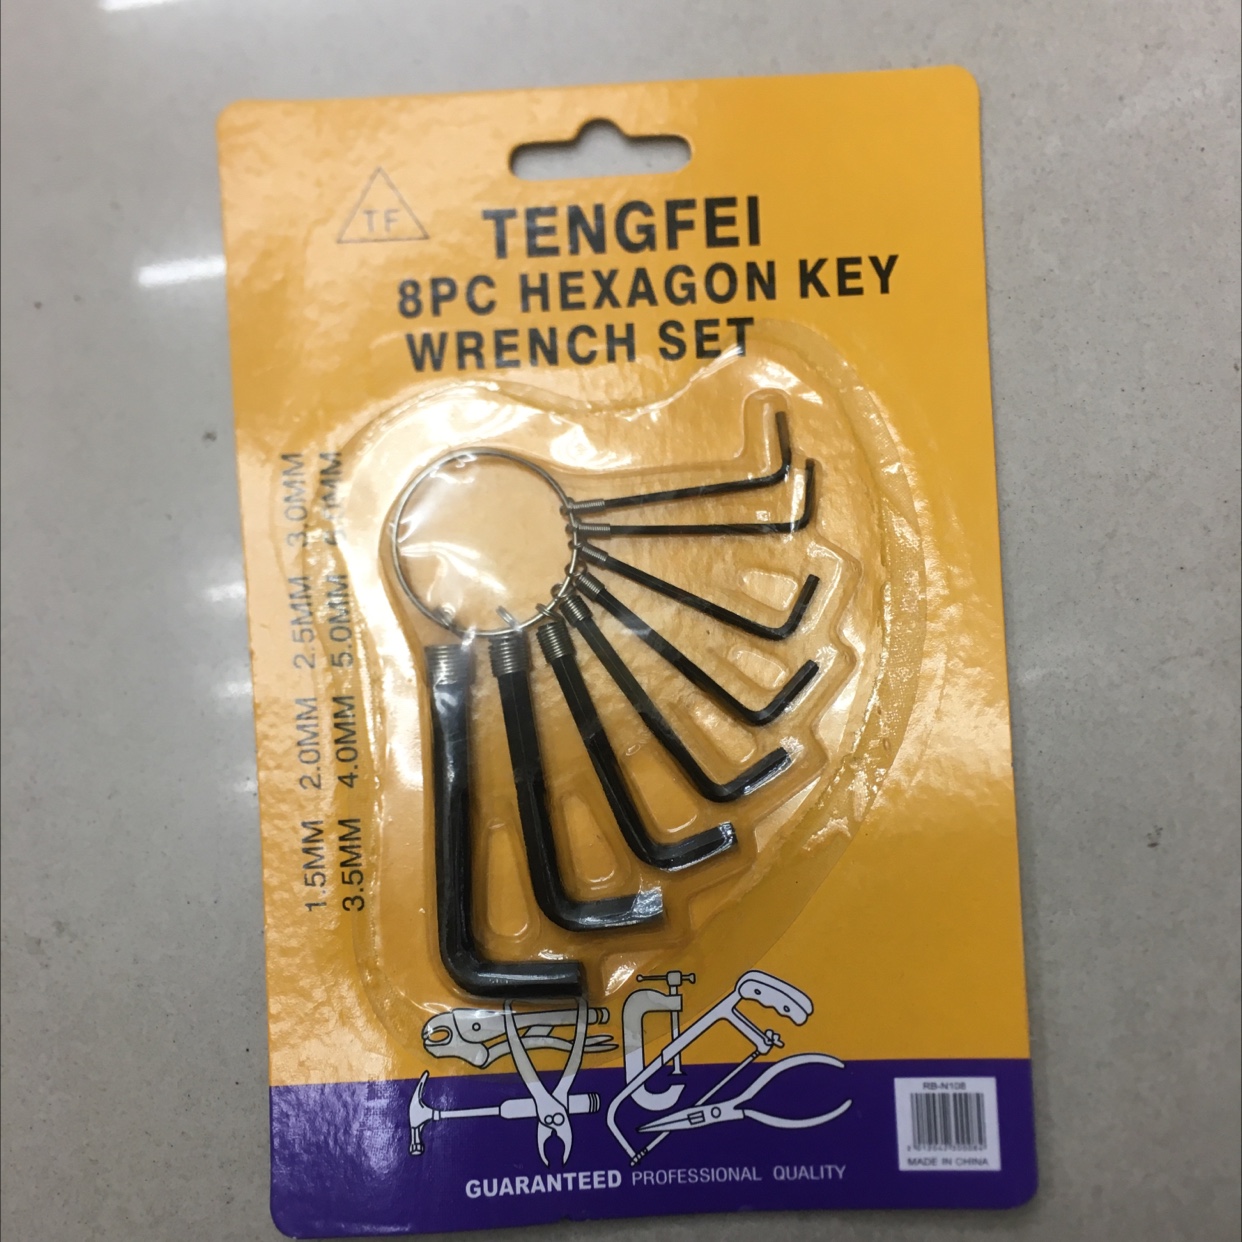 TF
TENGFEI
8PC HEXAGON KEY
WRENCH SET
1.5MM 2.0MM 2.5MM 3.0MM
3.5MM 4.0MM 5.0MM
RB-N108
MADE IN CHINA
GUARANTEED PROFESSIONAL QUALITY